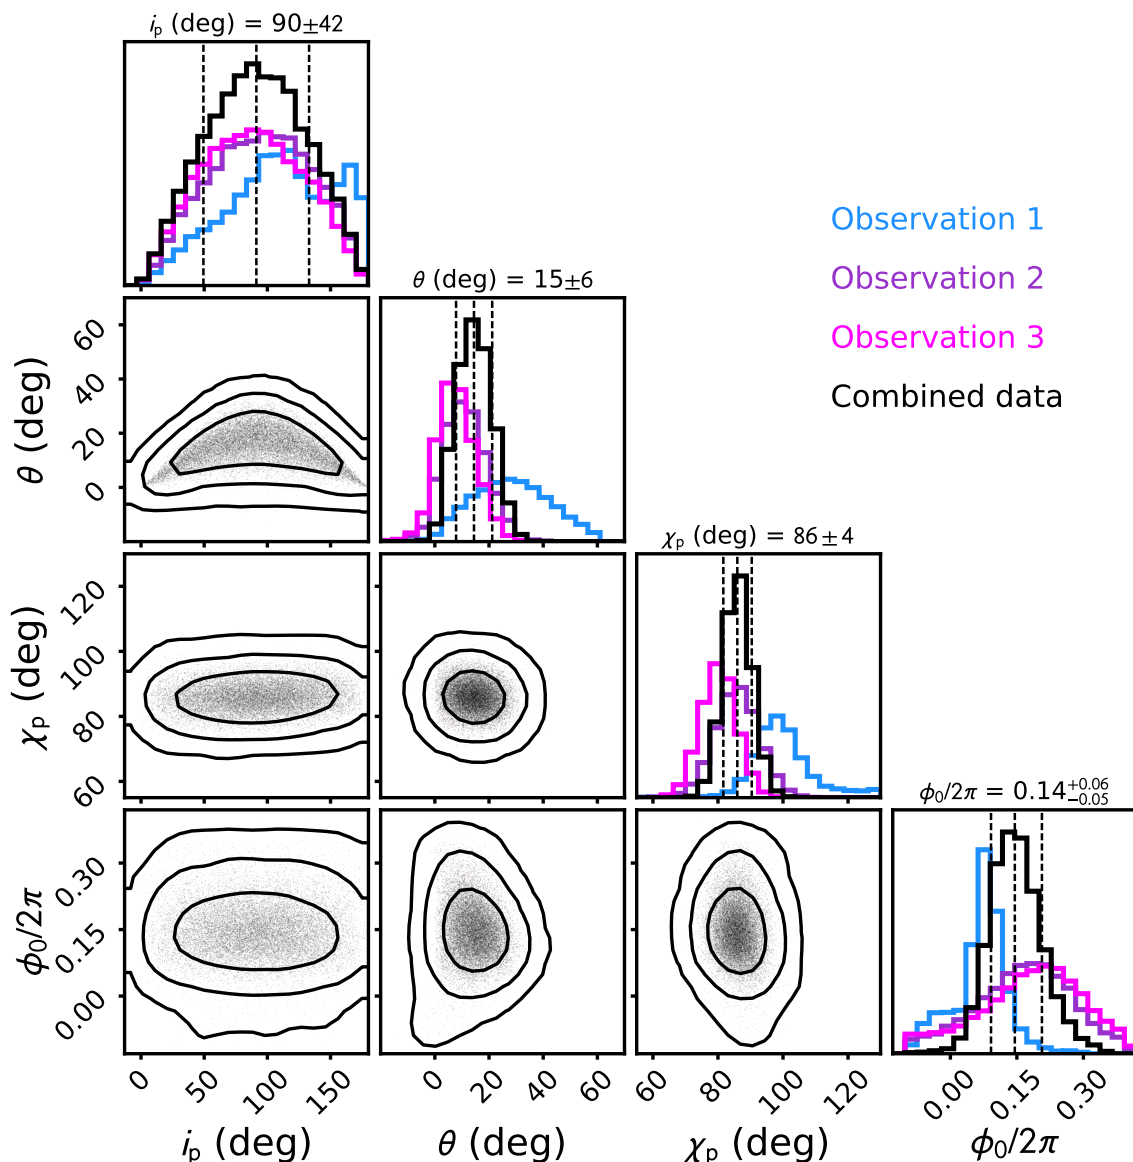 i_p (deg) = 90±42
Observation 1
Observation 2
Observation 3
Combined data
θ (deg) = 15±6
60
40
20
0
θ (deg)
χ_p (deg) = 86±4
120
100
80
60
χ_p (deg)
ϕ_0/2π = 0.14^{+0.06}_{-0.05}
0.30
0.15
0.00
ϕ_0/2π
0 50 100 150
0 20 40 60
60 80 100 120
0.00 0.15 0.30
i_p (deg)
θ (deg)
χ_p (deg)
ϕ_0/2π